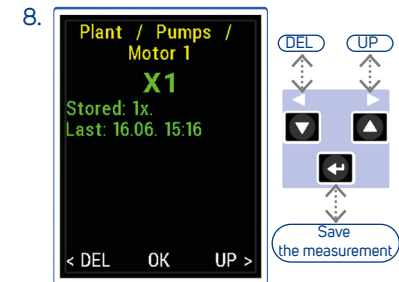 8.
Plant / Pumps /
Motor 1
X1
Stored: 1x.
Last: 16.06. 15:16
< DEL OK UP >
DEL UP
Save
the measurement